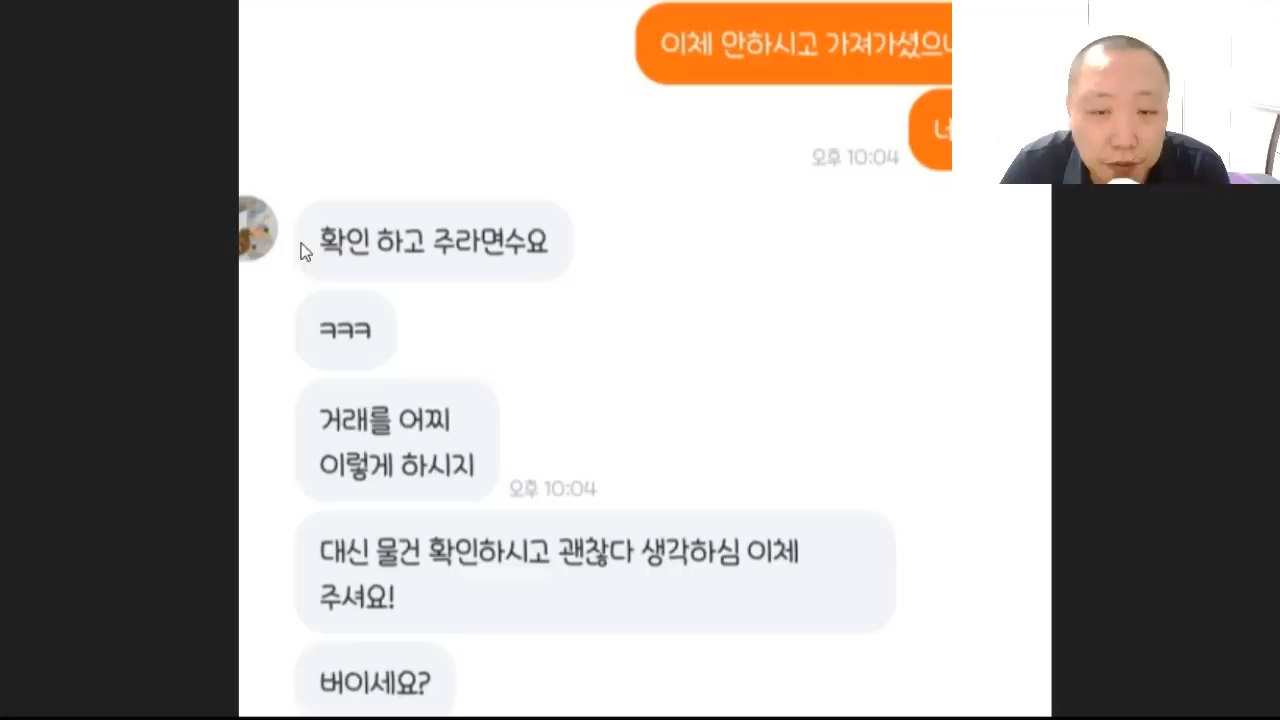 이체 안하시고 가져가셨으니
오후 10:04
확인 하고 주라면수요
ㅋㅋㅋ
거래를 어찌
이렇게 하시지
오후 10:04
대신 물건 확인하시고 괜찮다 생각하심 이체
주셔요!
버이세요?